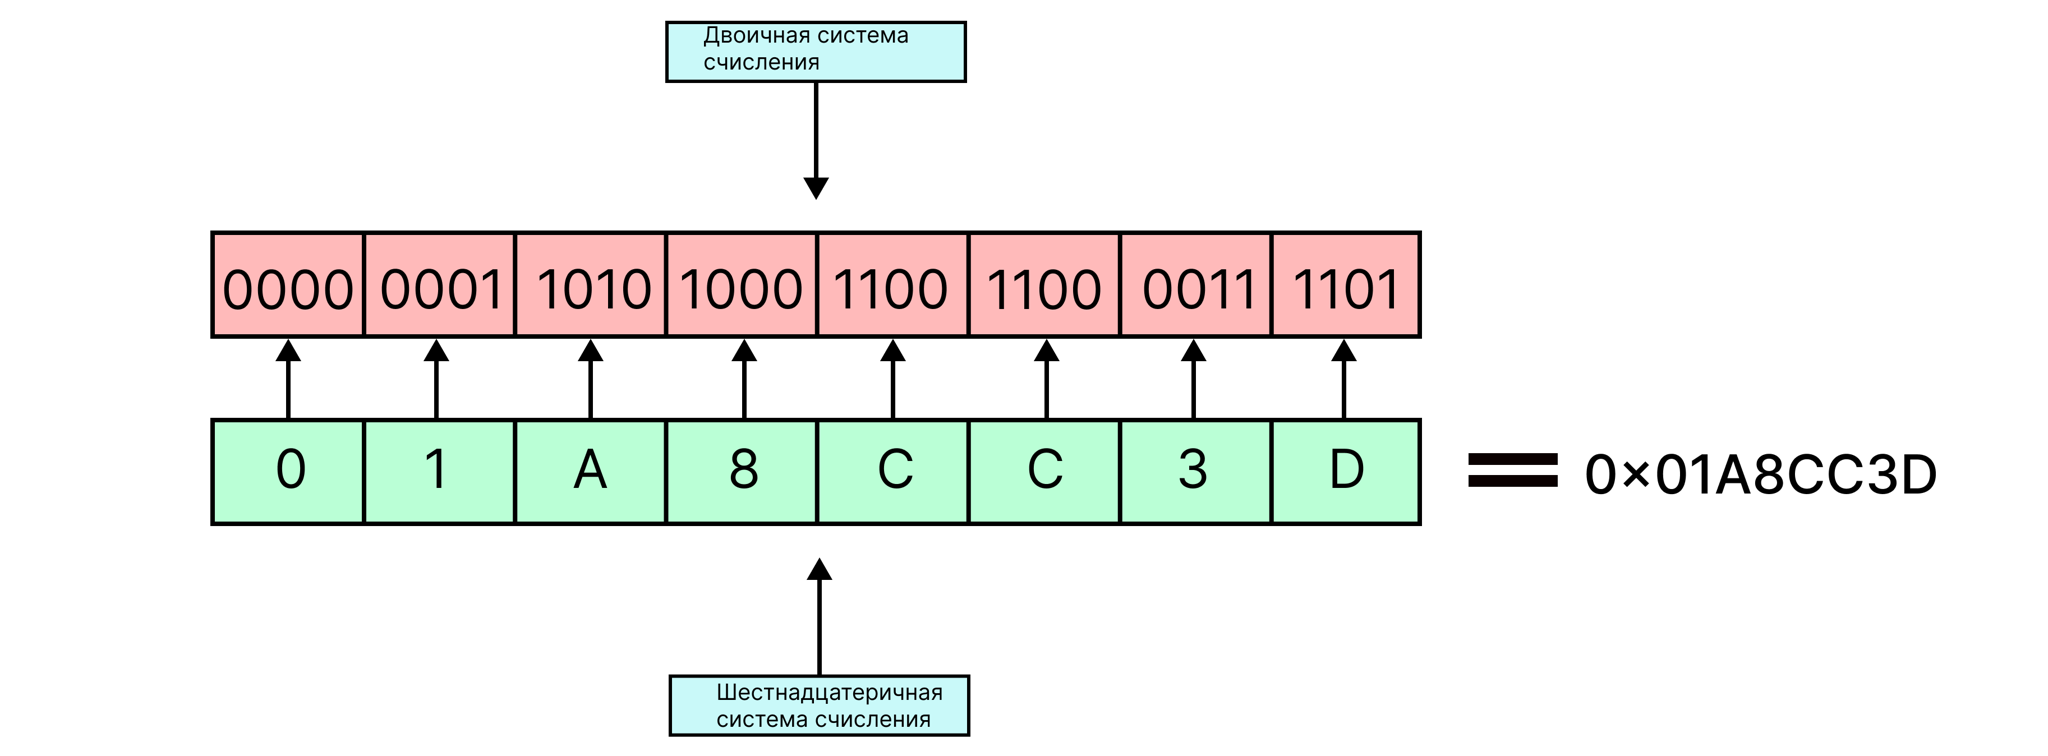 Двоичная система
счисления
0000 0001 1010 1000 1100 1100 0011 1101
0 1 A 8 C C 3 D = 0×01A8CC3D
Шестнадцатеричная
система счисления